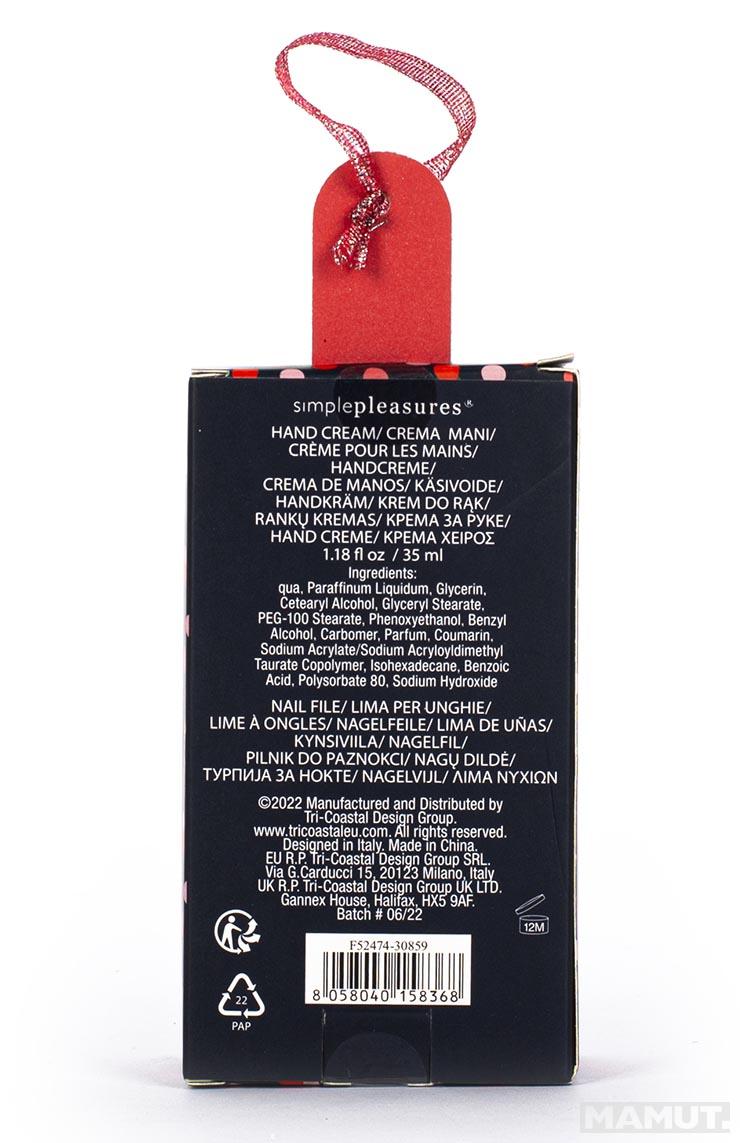 simplepleasures®
HAND CREAM/ CREMA MANI/
CRÈME POUR LES MAINS/
HANDCREME/
CREMA DE MANOS/ KÄSIVOIDE/
HANDKRÄM/ KREM DO RĄK/
RANKŲ KREMAS/ КРЕМА ЗА РУКЕ/
HAND CREME/ ΚΡΕΜΑ ΧΕΙΡΟΣ
1.18 fl oz / 35 ml
Ingredients:
qua, Paraffinum Liquidum, Glycerin,
Cetearyl Alcohol, Glyceryl Stearate,
PEG-100 Stearate, Phenoxyethanol, Benzyl
Alcohol, Carbomer, Parfum, Coumarin,
Sodium Acrylate/Sodium Acryloyldimethyl
Taurate Copolymer, Isohexadecane, Benzoic
Acid, Polysorbate 80, Sodium Hydroxide
NAIL FILE/ LIMA PER UNGHIE/
LIME À ONGLES/ NAGELFEILE/ LIMA DE UÑAS/
KYNSIVIILA/ NAGELFIL/
PILNIK DO PAZNOKCI/ NAGŲ DILDĖ/
ТУРПИЈА ЗА НОКТЕ/ NAGELVIJL/ ΛΙΜΑ ΝΥΧΙΩΝ
©2022 Manufactured and Distributed by
Tri-Coastal Design Group.
www.tricoastaleu.com. All rights reserved.
Designed in Italy. Made in China.
EU R.P. Tri-Coastal Design Group SRL.
Via G.Carducci 15, 20123 Milano, Italy
UK R.P. Tri-Coastal Design Group UK LTD.
Gannex House, Halifax, HX5 9AF.
Batch # 06/22
12M
F52474-30859
8 058040 158368
22
PAP
MAMUT.